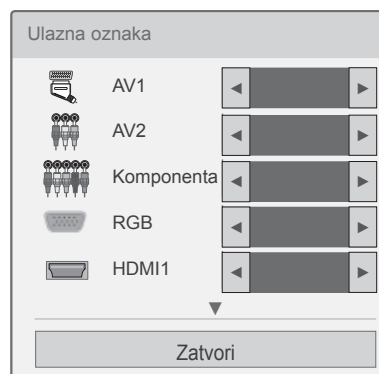 Ulazna oznaka
AV1
AV2
Komponenta
RGB
HDMI1
Zatvori